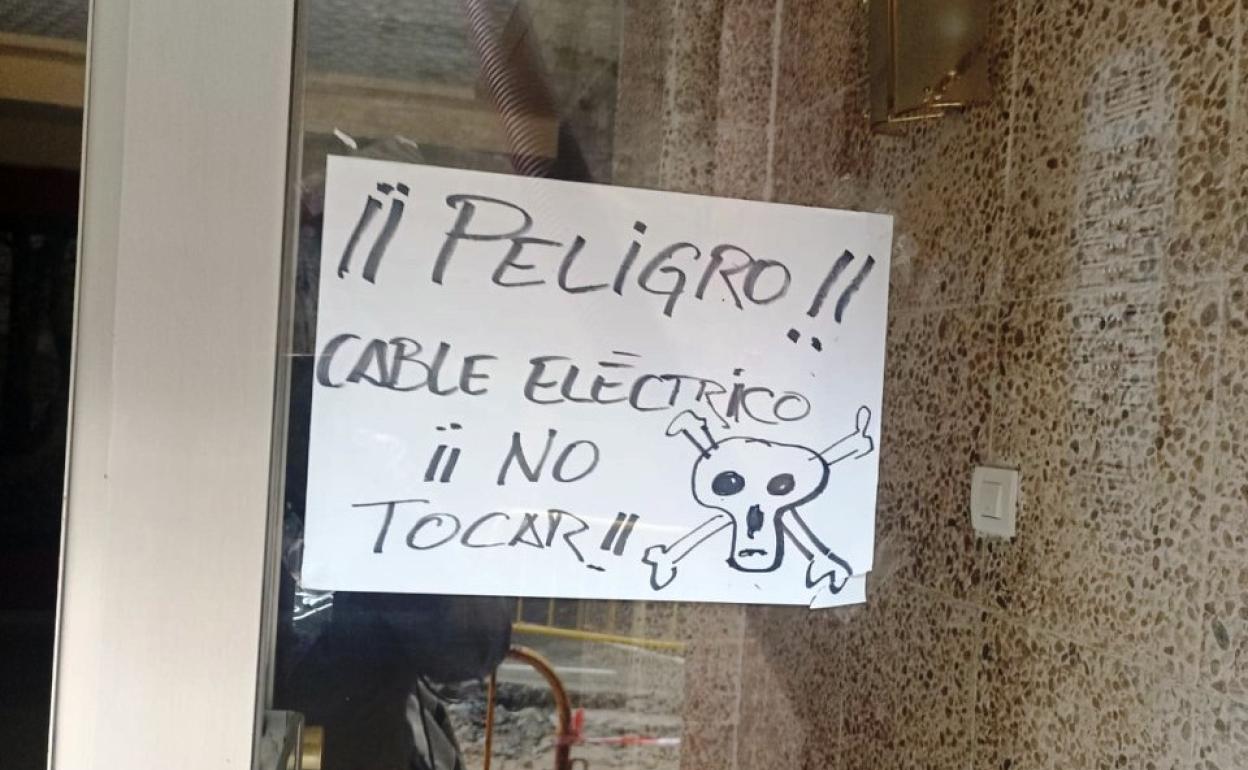 ¡¡ PELiGRO !!
CABLE ELÉCTRiCO
¡¡ NO
TOCAR !!